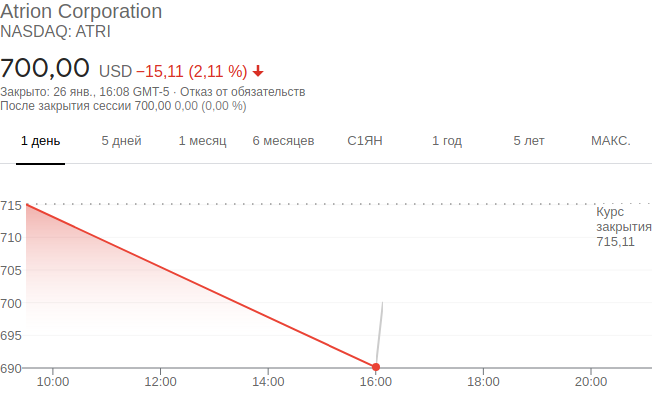 Atrion Corporation
NASDAQ: ATRI
700,00 USD −15,11 (2,11 %)
Закрыто: 26 янв., 16:08 GMT-5 · Отказ от обязательств
После закрытия сессии 700,00 0,00 (0,00 %)
1 день 5 дней 1 месяц 6 месяцев С1ЯН 1 год 5 лет МАКС.
715
Курс
закрытия
715,11
710
705
700
695
690
10:00 12:00 14:00 16:00 18:00 20:00